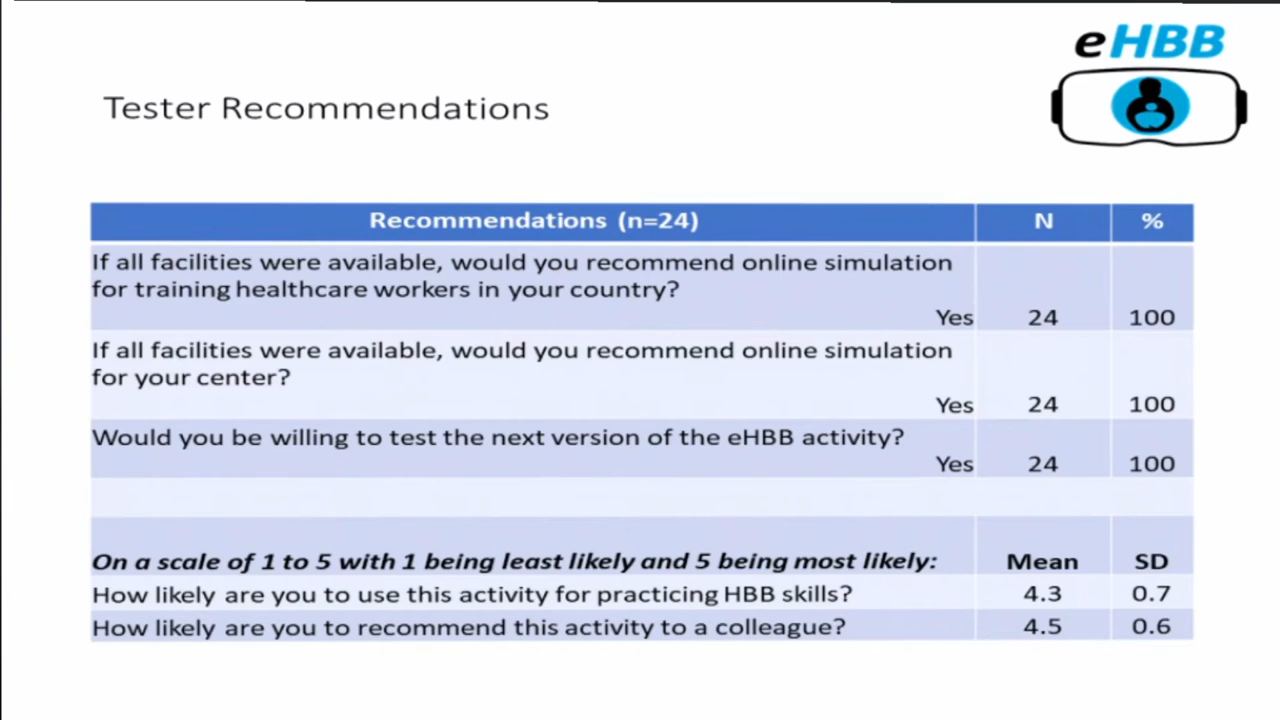 eHBB
Tester Recommendations
Recommendations (n=24) N %
If all facilities were available, would you recommend online simulation
for training healthcare workers in your country?
Yes 24 100
If all facilities were available, would you recommend online simulation
for your center?
Yes 24 100
Would you be willing to test the next version of the eHBB activity?
Yes 24 100
On a scale of 1 to 5 with 1 being least likely and 5 being most likely: Mean SD
How likely are you to use this activity for practicing HBB skills? 4.3 0.7
How likely are you to recommend this activity to a colleague? 4.5 0.6